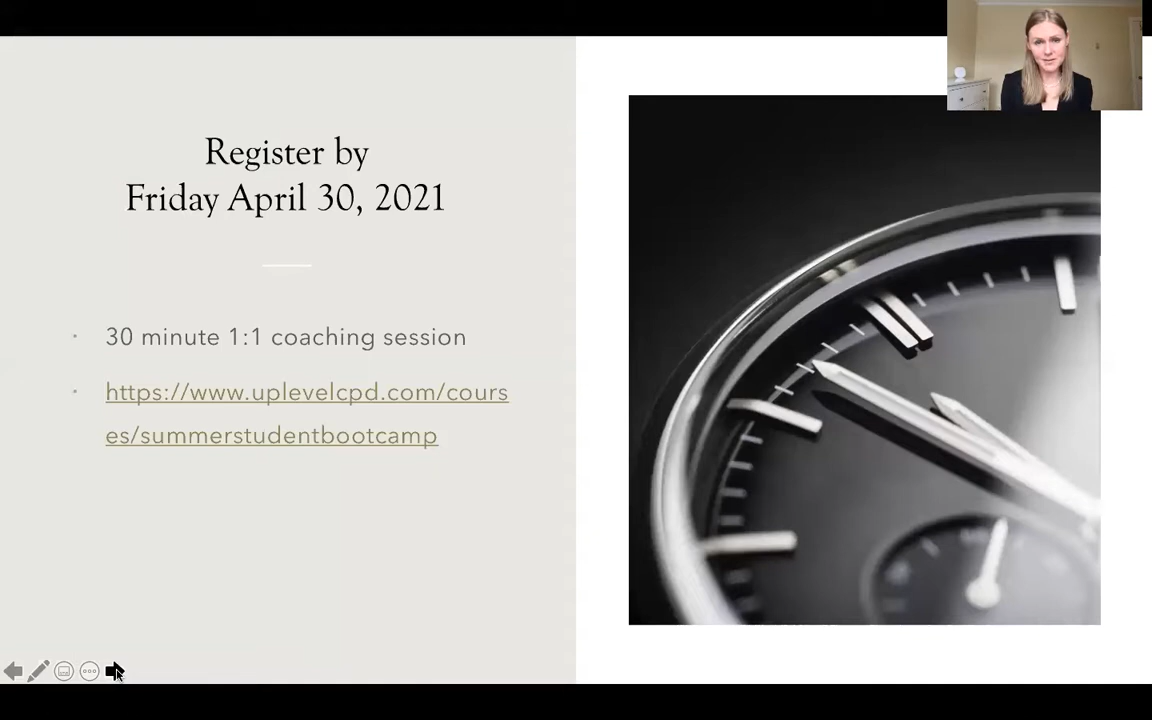 Register by
Friday April 30, 2021
30 minute 1:1 coaching session
https://www.uplevelcpd.com/cours
es/summerstudentbootcamp